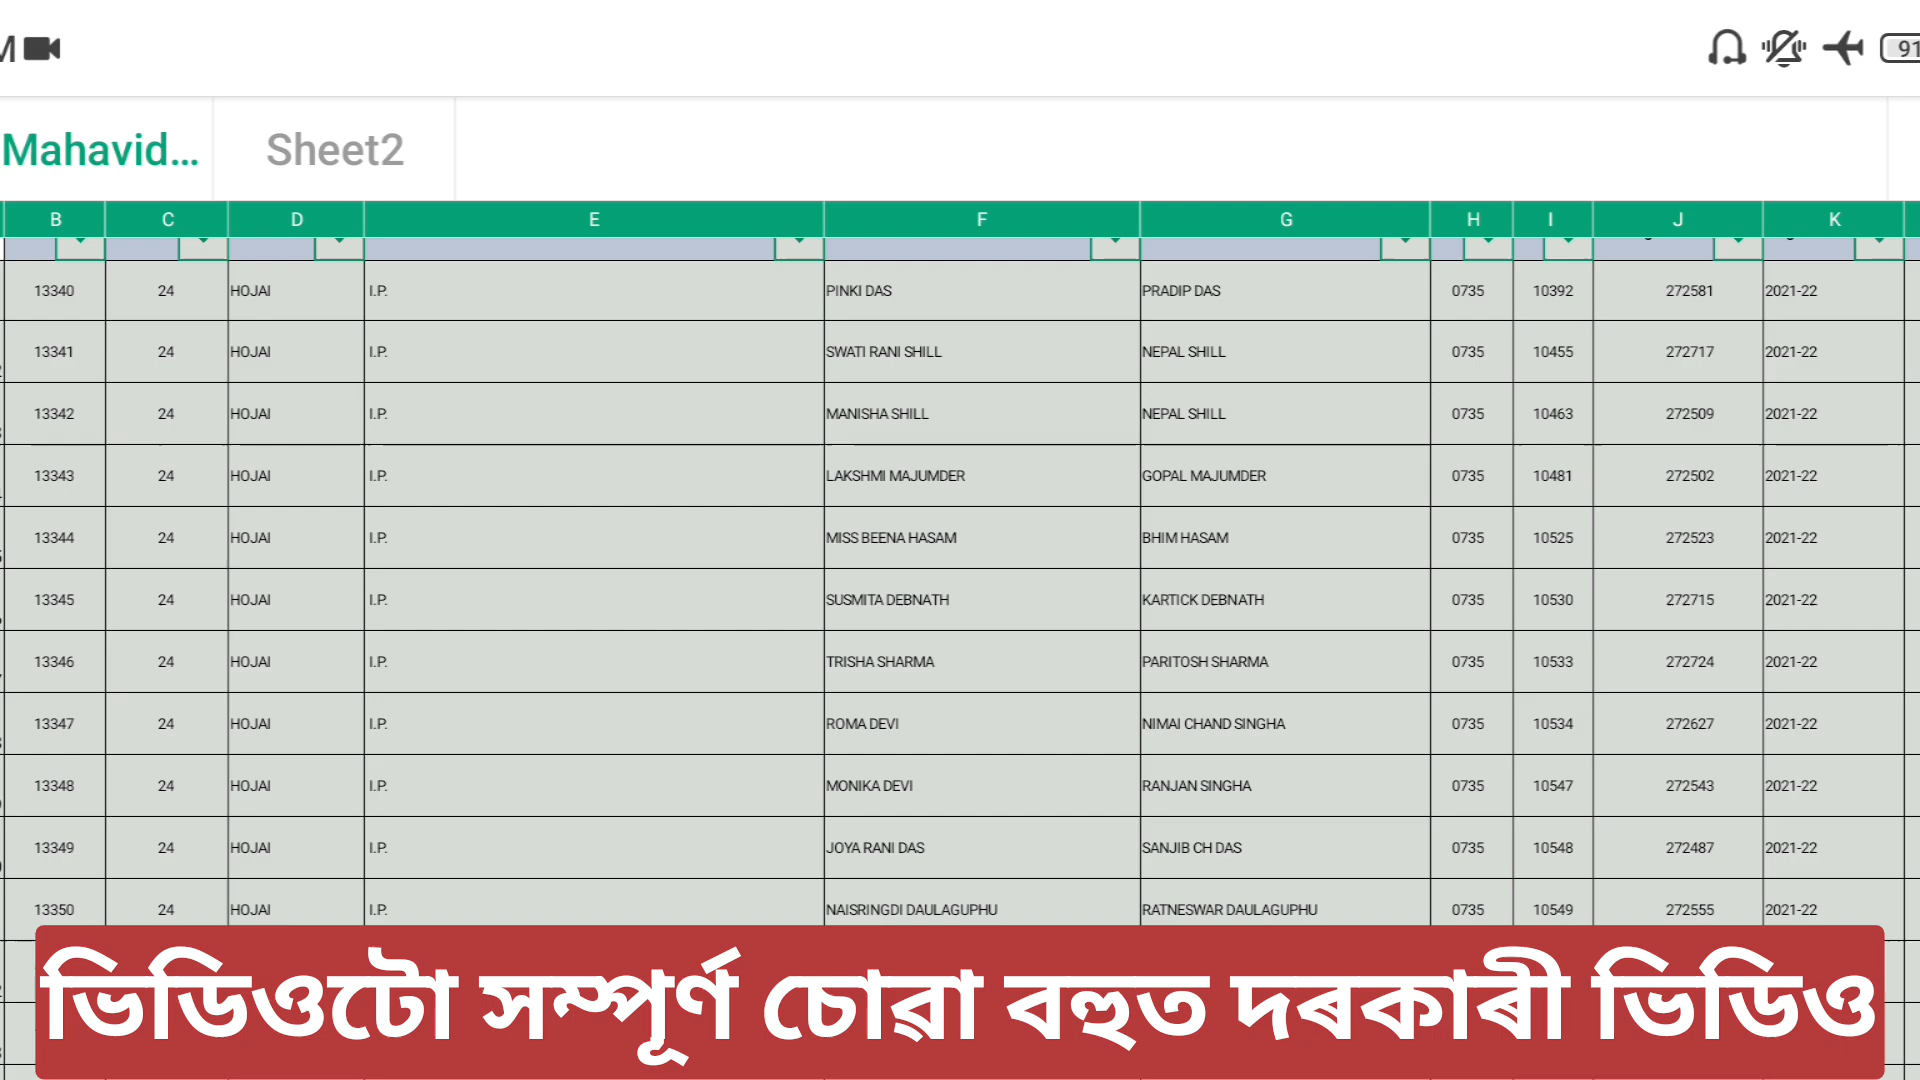 91
Mahavid... Sheet2
B C D E F G H I J K
13340 24 HOJAI I.P. PINKI DAS PRADIP DAS 0735 10392 272581 2021-22
13341 24 HOJAI I.P. SWATI RANI SHILL NEPAL SHILL 0735 10455 272717 2021-22
13342 24 HOJAI I.P. MANISHA SHILL NEPAL SHILL 0735 10463 272509 2021-22
13343 24 HOJAI I.P. LAKSHMI MAJUMDER GOPAL MAJUMDER 0735 10481 272502 2021-22
13344 24 HOJAI I.P. MISS BEENA HASAM BHIM HASAM 0735 10525 272523 2021-22
13345 24 HOJAI I.P. SUSMITA DEBNATH KARTICK DEBNATH 0735 10530 272715 2021-22
13346 24 HOJAI I.P. TRISHA SHARMA PARITOSH SHARMA 0735 10533 272724 2021-22
13347 24 HOJAI I.P. ROMA DEVI NIMAI CHAND SINGHA 0735 10534 272627 2021-22
13348 24 HOJAI I.P. MONIKA DEVI RANJAN SINGHA 0735 10547 272543 2021-22
13349 24 HOJAI I.P. JOYA RANI DAS SANJIB CH DAS 0735 10548 272487 2021-22
13350 24 HOJAI I.P. NAISRINGDI DAULAGUPHU RATNESWAR DAULAGUPHU 0735 10549 272555 2021-22
ভিডিওটো সম্পূৰ্ণ চোৱা বহুত দৰকাৰী ভিডিও